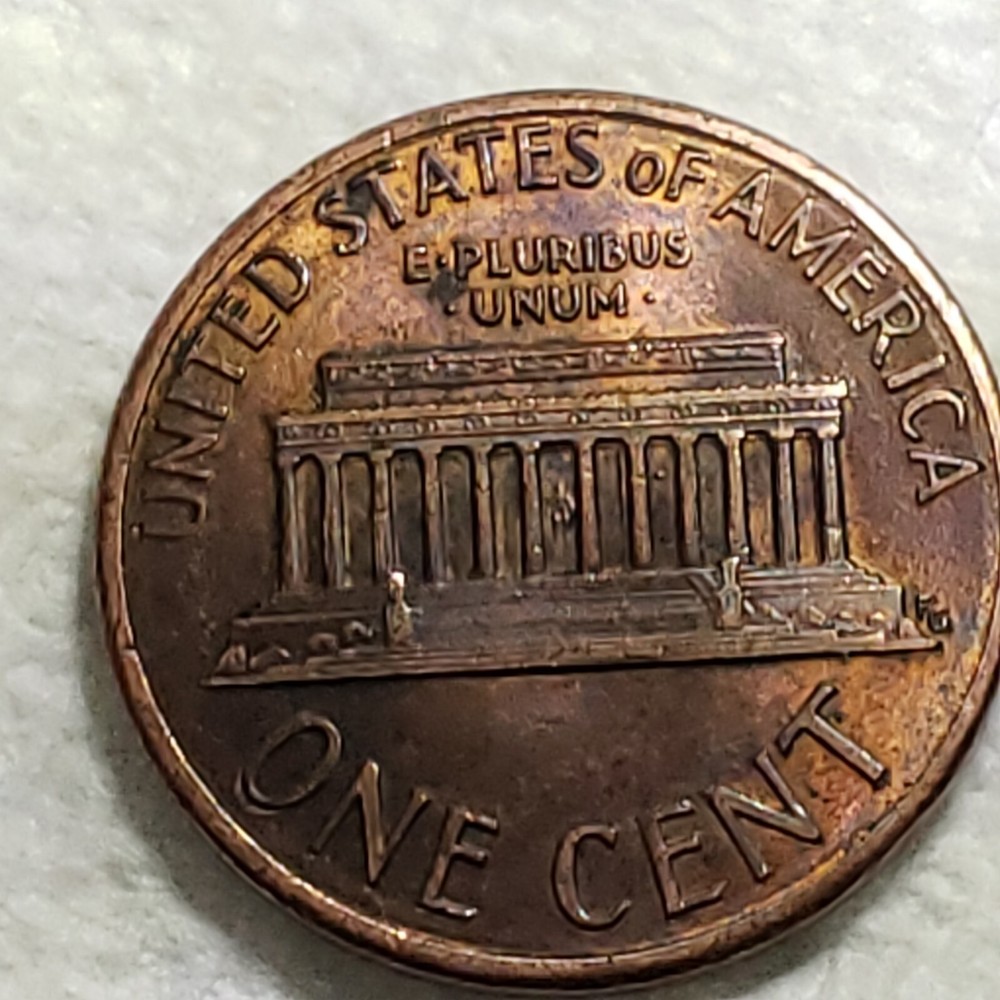 UNITED STATES OF AMERICA
E·PLURIBUS
·UNUM·
ONE CENT